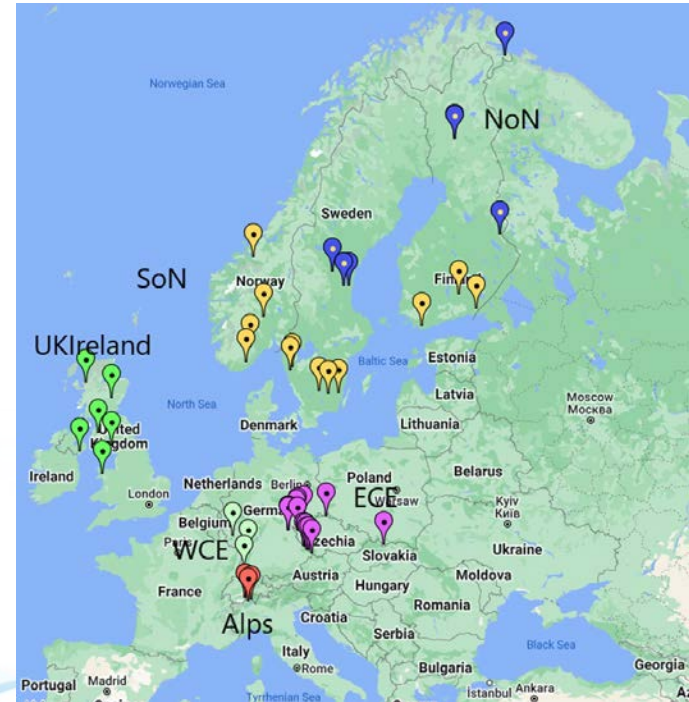 Norwegian Sea
NoN
Sweden
SoN
Norway
Finland
UKIreland
Baltic Sea
Estonia
Latvia
Moscow
Москва
North Sea
Denmark
Lithuania
United
Kingdom
Ireland
Netherlands
Berlin
Poland
Belarus
London
ECE
Warsaw
Germany
Belgium
Kyiv
Київ
Czechia
Paris
WCE
Slovakia
Ukraine
Austria
Moldova
Hungary
France
Romania
Alps
Croatia
Serbia
Italy
Black Sea
Rome
Bulgaria
Georgia
Portugal
Madrid
Istanbul
Ankara
Tyrrhenian Sea